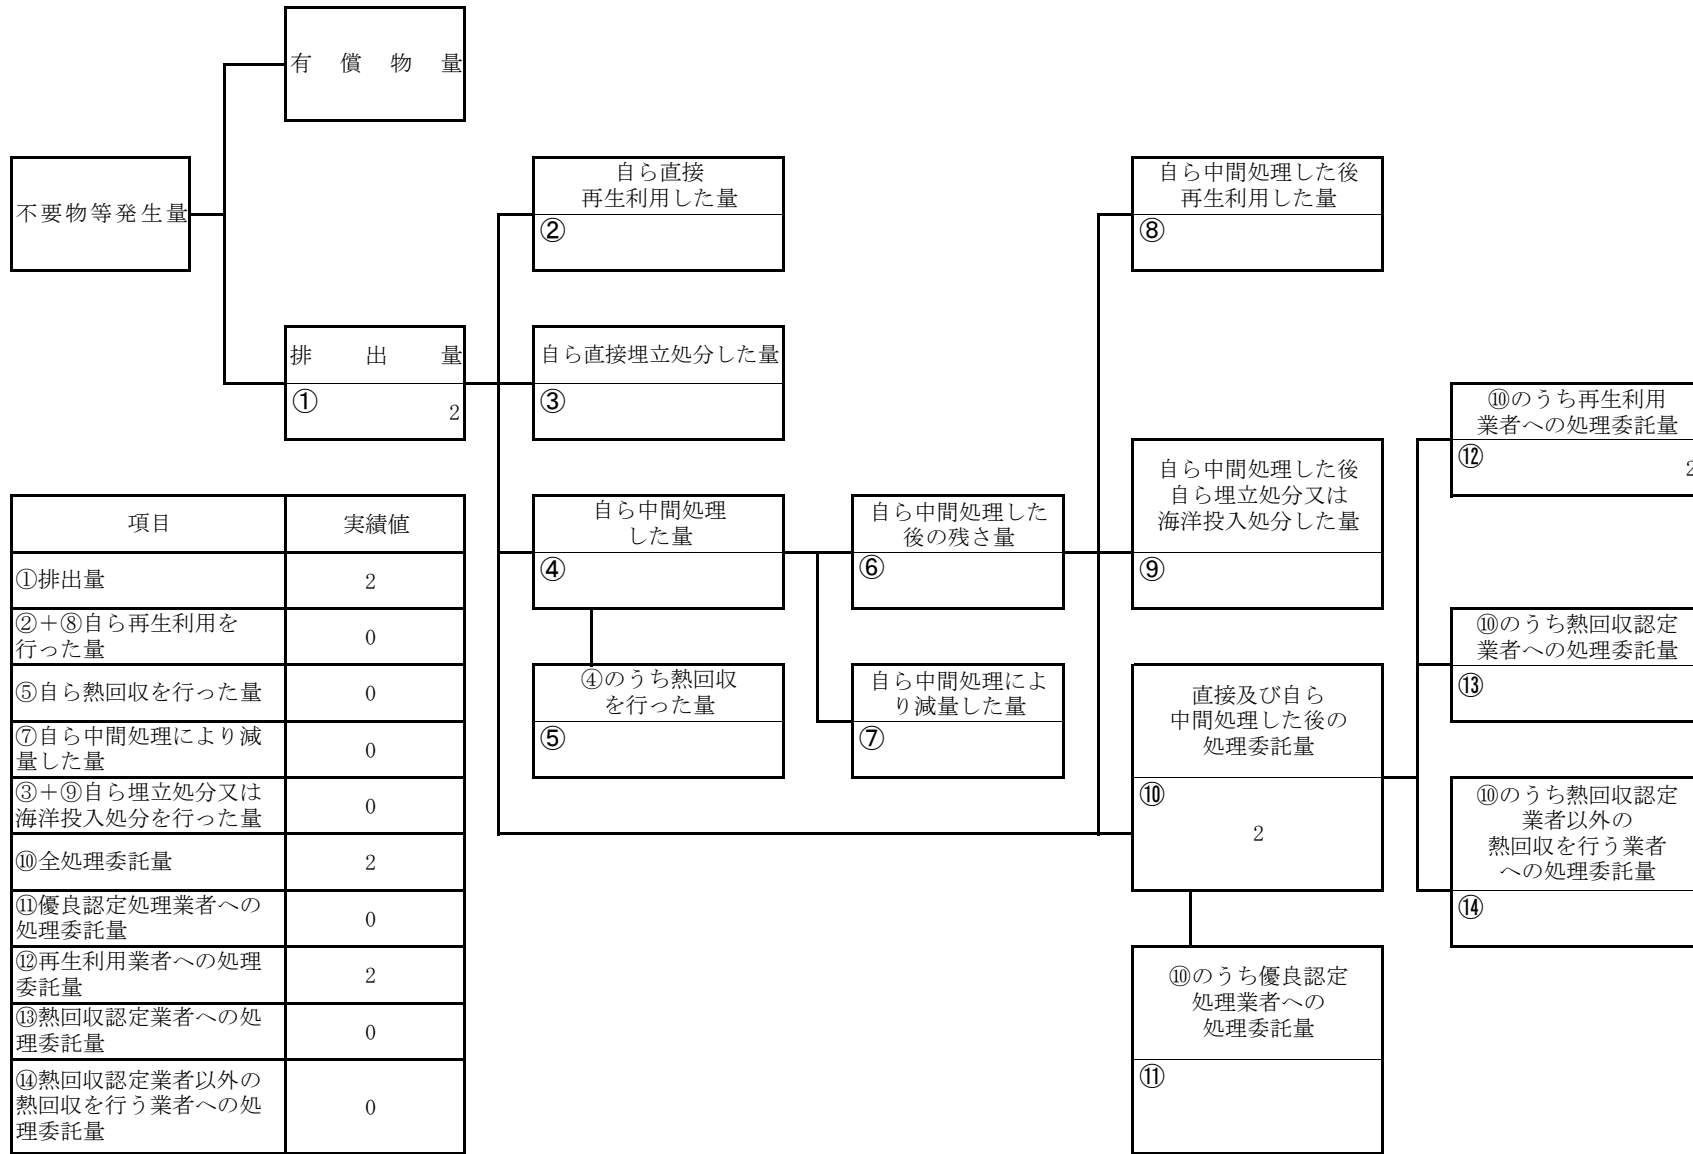 有償物量
不要物等発生量
排出量
①
2
自ら直接
再生利用した量
②
自ら直接埋立処分した量
③
自ら中間処理
した量
④
④のうち熱回収
を行った量
⑤
自ら中間処理した
後の残さ量
⑥
自ら中間処理によ
り減量した量
⑦
自ら中間処理した後
再生利用した量
⑧
自ら中間処理した後
自ら埋立処分又は
海洋投入処分した量
⑨
直接及び自ら
中間処理した後の
処理委託量
⑩
2
⑩のうち優良認定
処理業者への
処理委託量
⑪
⑩のうち再生利用
業者への処理委託量
⑫
2
⑩のうち熱回収認定
業者への処理委託量
⑬
⑩のうち熱回収認定
業者以外の
熱回収を行う業者
への処理委託量
⑭
項目 実績値
①排出量 2
②＋⑧自ら再生利用を
行った量 0
⑤自ら熱回収を行った量 0
⑦自ら中間処理により減
量した量 0
③＋⑨自ら埋立処分又は
海洋投入処分を行った量 0
⑩全処理委託量 2
⑪優良認定処理業者への
処理委託量 0
⑫再生利用業者への処理
委託量 2
⑬熱回収認定業者への処
理委託量 0
⑭熱回収認定業者以外の
熱回収を行う業者への処
理委託量 0